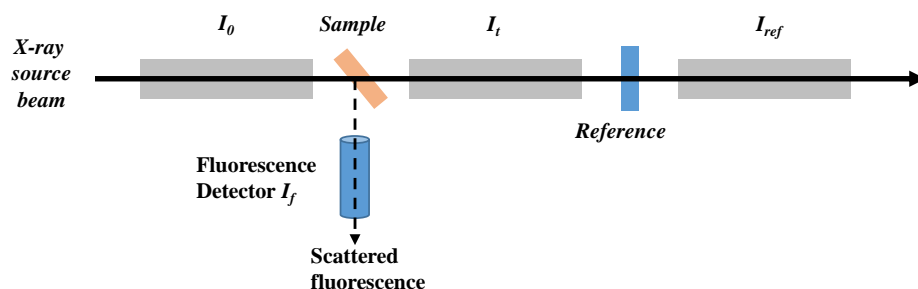 I0
Sample
It
Iref
X-ray
source
beam
Reference
Fluorescence
Detector If
Scattered
fluorescence